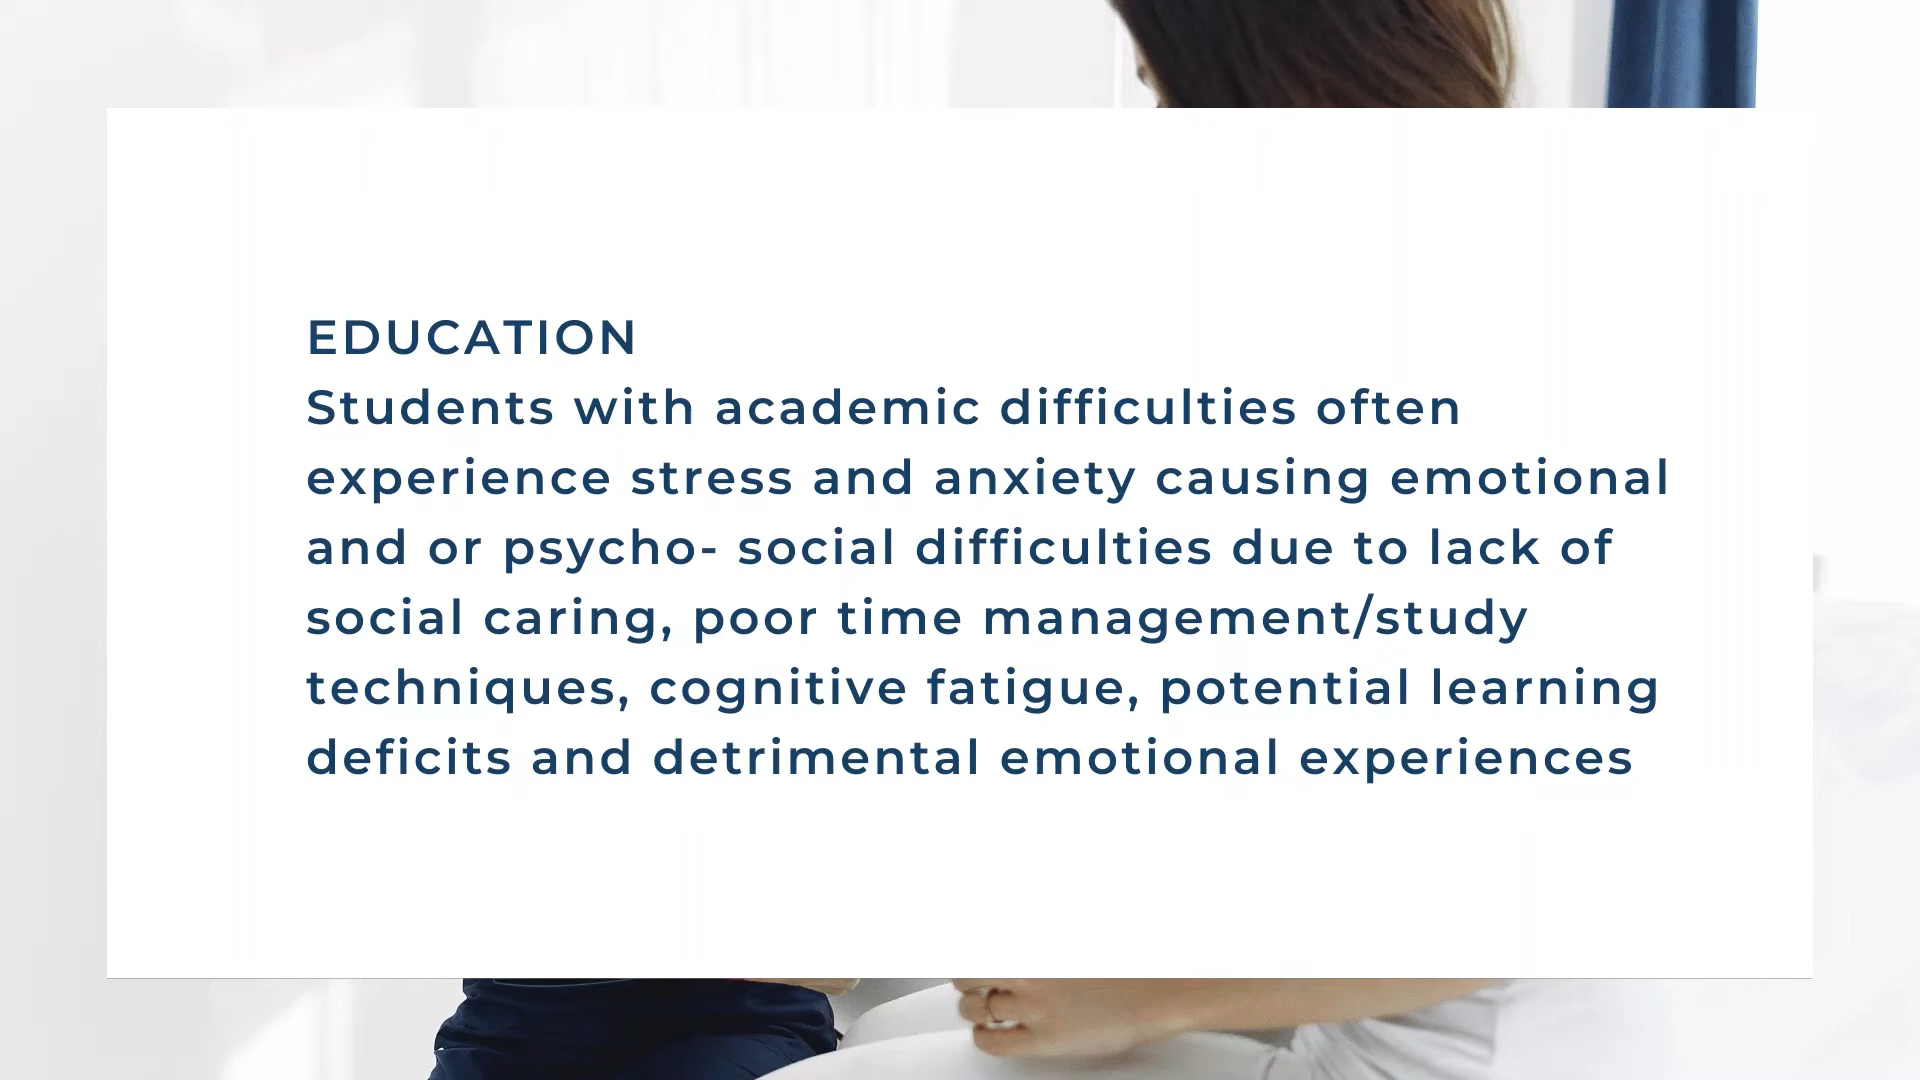 EDUCATION
Students with academic difficulties often
experience stress and anxiety causing emotional
and or psycho- social difficulties due to lack of
social caring, poor time management/study
techniques, cognitive fatigue, potential learning
deficits and detrimental emotional experiences